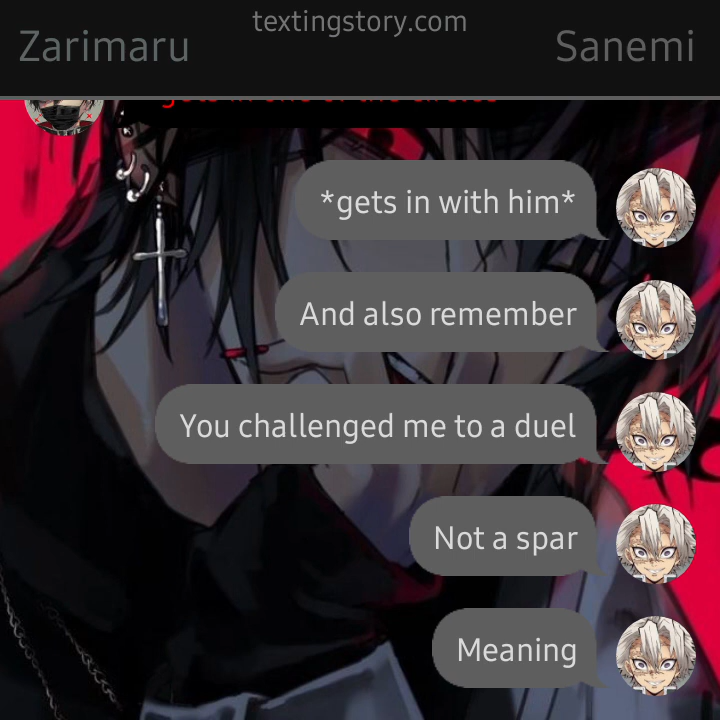 textingstory.com
Zarimaru
Sanemi
*gets in with him*
And also remember
You challenged me to a duel
Not a spar
Meaning